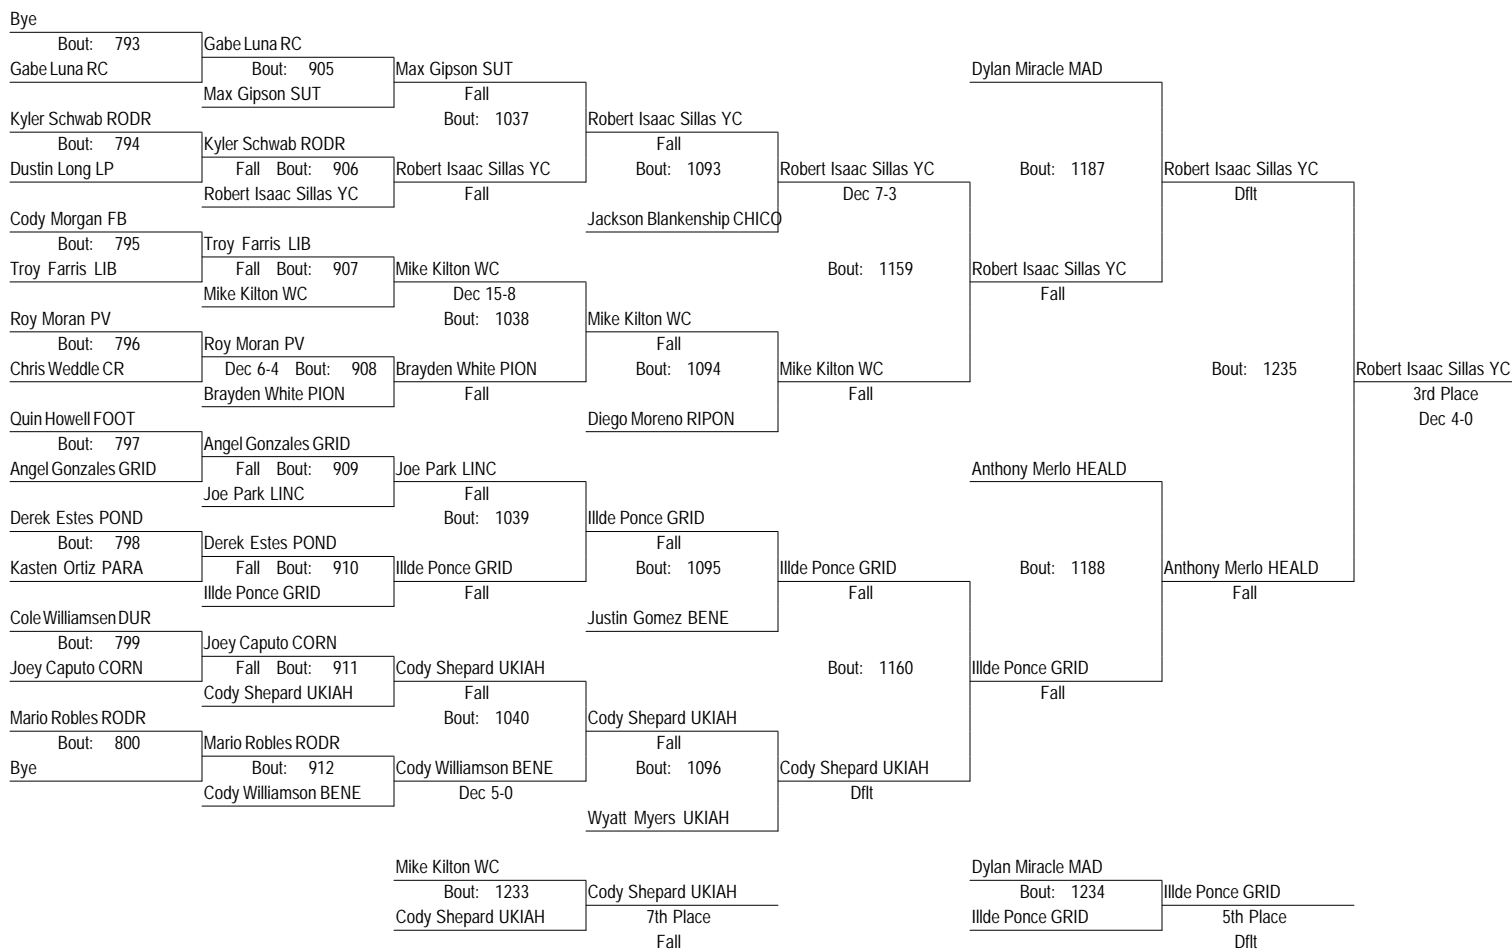 Bye
Bout: 793
Gabe Luna RC
Gabe Luna RC
Bout: 905
Max Gipson SUT
Max Gipson SUT
Fall
Bout: 1037
Kyler Schwab RODR
Bout: 794
Dustin Long LP
Kyler Schwab RODR
Fall Bout: 906
Robert Isaac Sillas YC
Robert Isaac Sillas YC
Fall
Robert Isaac Sillas YC
Fall
Bout: 1093
Jackson Blankenship CHICO
Robert Isaac Sillas YC
Dec 7-3
Cody Morgan FB
Bout: 795
Troy Farris LIB
Troy Farris LIB
Fall Bout: 907
Mike Kilton WC
Mike Kilton WC
Dec 15-8
Bout: 1038
Roy Moran PV
Bout: 796
Chris Weddle CR
Roy Moran PV
Dec 6-4 Bout: 908
Brayden White PION
Brayden White PION
Fall
Mike Kilton WC
Fall
Bout: 1094
Diego Moreno RIPON
Mike Kilton WC
Fall
Bout: 1159
Robert Isaac Sillas YC
Fall
Dylan Miracle MAD
Bout: 1187
Robert Isaac Sillas YC
Dflt
Quin Howell FOOT
Bout: 797
Angel Gonzales GRID
Angel Gonzales GRID
Fall Bout: 909
Joe Park LINC
Joe Park LINC
Fall
Bout: 1039
Derek Estes POND
Bout: 798
Kasten Ortiz PARA
Derek Estes POND
Fall Bout: 910
Illde Ponce GRID
Illde Ponce GRID
Fall
Illde Ponce GRID
Fall
Bout: 1095
Justin Gomez BENE
Illde Ponce GRID
Fall
Cole Williamsen DUR
Bout: 799
Joey Caputo CORN
Joey Caputo CORN
Fall Bout: 911
Cody Shepard UKIAH
Cody Shepard UKIAH
Fall
Bout: 1040
Mario Robles RODR
Bout: 800
Bye
Mario Robles RODR
Bout: 912
Cody Williamson BENE
Cody Williamson BENE
Dec 5-0
Cody Shepard UKIAH
Fall
Bout: 1096
Wyatt Myers UKIAH
Cody Shepard UKIAH
Dflt
Bout: 1160
Illde Ponce GRID
Fall
Anthony Merlo HEALD
Bout: 1188
Anthony Merlo HEALD
Fall
Bout: 1235
Robert Isaac Sillas YC
3rd Place
Dec 4-0
Mike Kilton WC
Bout: 1233
Cody Shepard UKIAH
Cody Shepard UKIAH
7th Place
Fall
Dylan Miracle MAD
Bout: 1234
Illde Ponce GRID
Illde Ponce GRID
5th Place
Dflt